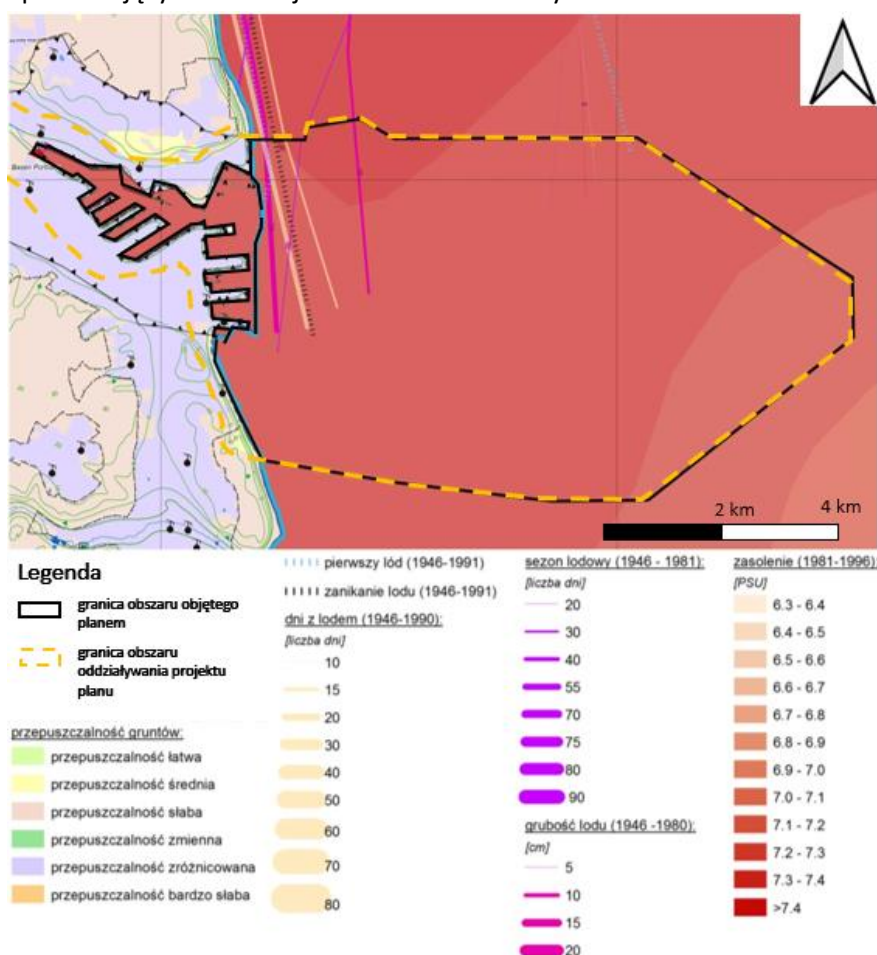 2 km
4 km
Legenda
granica obszaru objętego
planem
granica obszaru
oddziaływania projektu
planu
przepuszczalność gruntów:
przepuszczalność łatwa
przepuszczalność średnia
przepuszczalność słaba
przepuszczalność zmienna
przepuszczalność zróżnicowana
przepuszczalność bardzo słaba
pierwszy lód (1946-1991)
zanikanie lodu (1946-1991)
dni z lodem (1946-1990):
[liczba dni]
10
15
20
30
40
50
60
70
80
sezon lodowy (1946 - 1981):
[liczba dni]
20
30
40
55
70
75
80
90
grubość lodu (1946 -1980):
[cm]
5
10
15
20
zasolenie (1981-1996):
[PSU]
6.3 - 6.4
6.4 - 6.5
6.5 - 6.6
6.6 - 6.7
6.7 - 6.8
6.8 - 6.9
6.9 - 7.0
7.0 - 7.1
7.1 - 7.2
7.2 - 7.3
7.3 - 7.4
>7.4